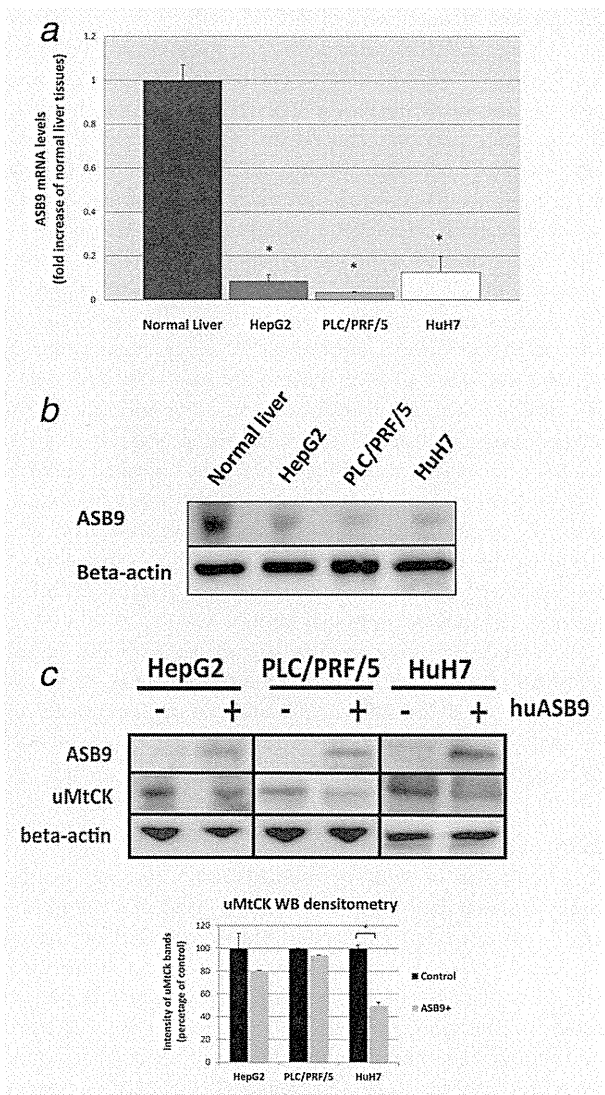 a
ASB9 mRNA levels
(fold increase of normal liver tissues)
1.2
1
0.8
0.6
0.4
0.2
0
*
*
*
Normal Liver HepG2 PLC/PRF/5 HuH7
b
Normal liver
HepG2
PLC/PRF/5
HuH7
ASB9
Beta-actin
c
HepG2 PLC/PRF/5 HuH7
- + - + - + huASB9
ASB9
uMtCK
beta-actin
uMtCK WB densitometry
Intensity of uMtCK bands
(percetage of control)
120
100
80
60
40
20
0
*
Control
ASB9+
HepG2 PLC/PRF/5 HuH7